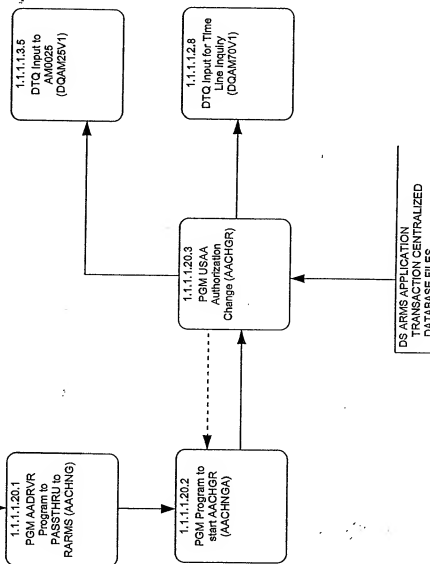 1.1.1.1.20.1
PGM AADRVR
Program to
PASSTHRU to
RARMS (AACHNG)
1.1.1.1.20.2
PGM Program to
start AACHGR
(AACHNGA)
1.1.1.1.20.3
PGM USAA
Authorization
Change (AACHGR)
1.1.1.1.3.5
DTQ Input to
AM0025
(DQAM25V1)
1.1.1.1.2.8
DTQ Input for Time
Line Inquiry
(DQAM70V1)
DS ARMS APPLICATION
TRANSACTION CENTRALIZED
DATABASE FILES